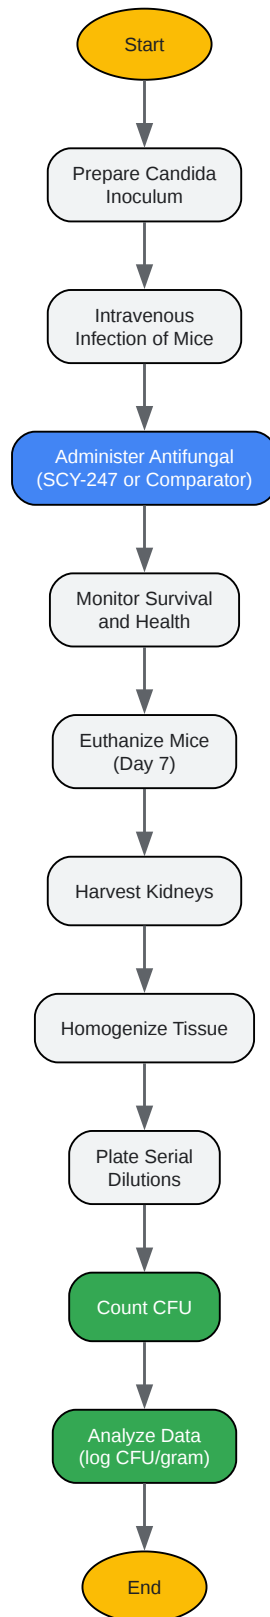 Start
Prepare Candida
Inoculum
Intravenous
Infection of Mice
Administer Antifungal
(SCY-247 or Comparator)
Monitor Survival
and Health
Euthanize Mice
(Day 7)
Harvest Kidneys
Homogenize Tissue
Plate Serial
Dilutions
Count CFU
Analyze Data
(log CFU/gram)
End